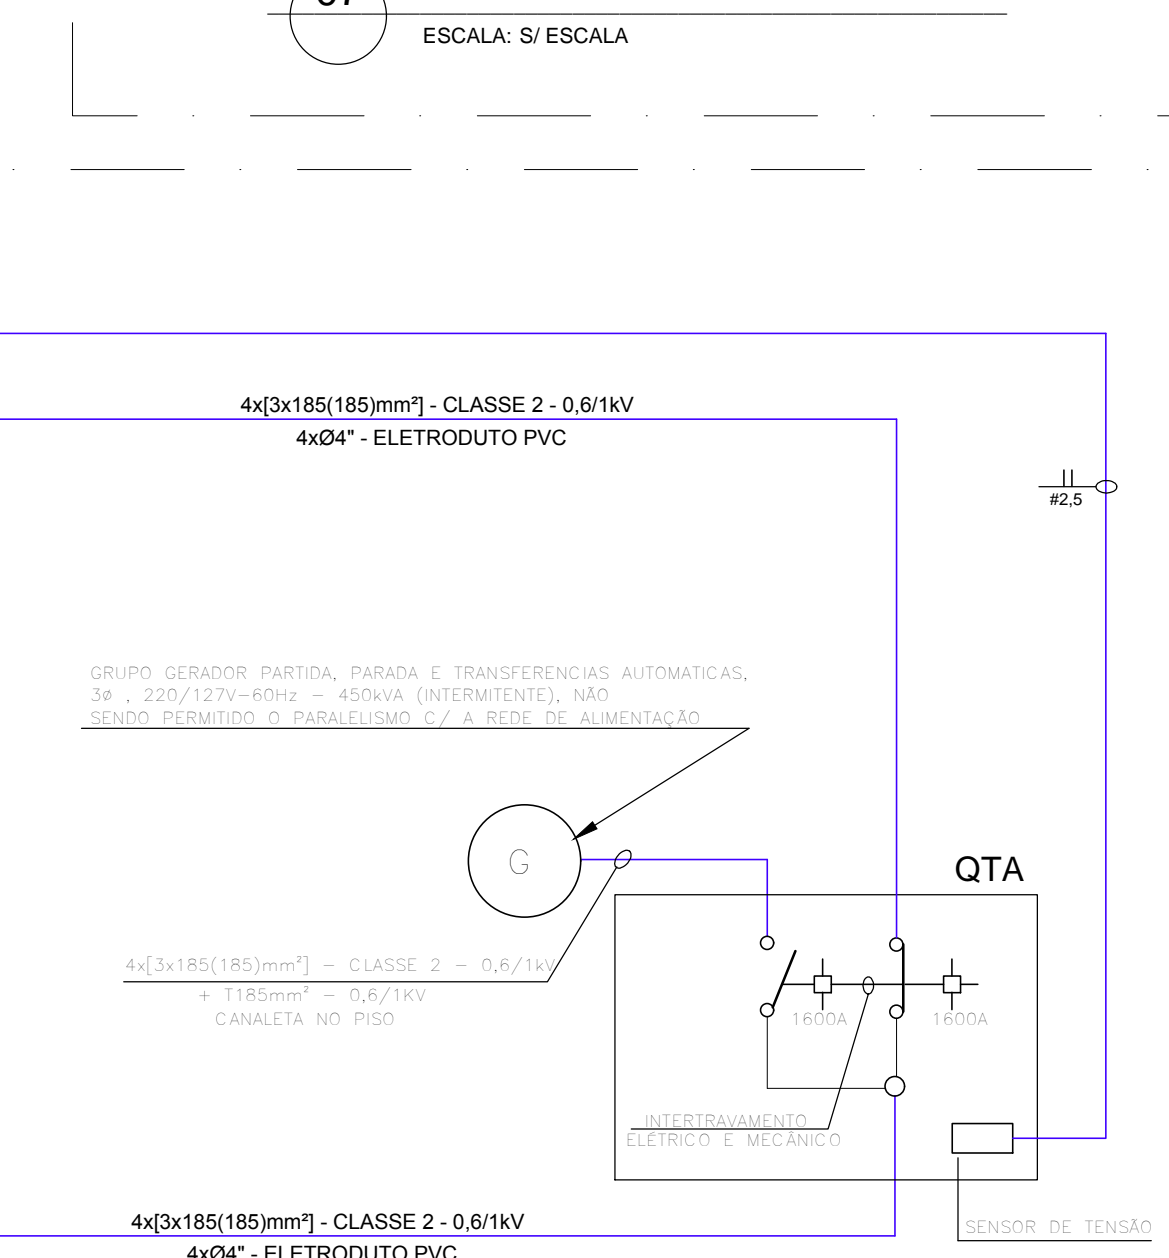 ESCALA: S/ ESCALA
4x[3x185(185)mm²] - CLASSE 2 - 0,6/1kV
4xØ4" - ELETRODUTO PVC
#2,5
GRUPO GERADOR PARTIDA, PARADA E TRANSFERENCIAS AUTOMATICAS,
3ø , 220/127V-60Hz - 450kVA (INTERMITENTE), NÃO
SENDO PERMITIDO O PARALELISMO C/ A REDE DE ALIMENTAÇÃO
G
QTA
4x[3x185(185)mm²] - CLASSE 2 - 0,6/1kV
+ T185mm² - 0,6/1KV
CANALETA NO PISO
1600A
1600A
INTERTRAVAMENTO
ELÉTRICO E MECÂNICO
4x[3x185(185)mm²] - CLASSE 2 - 0,6/1kV
SENSOR DE TENSÃO
4xØ4" - ELETRODUTO PVC